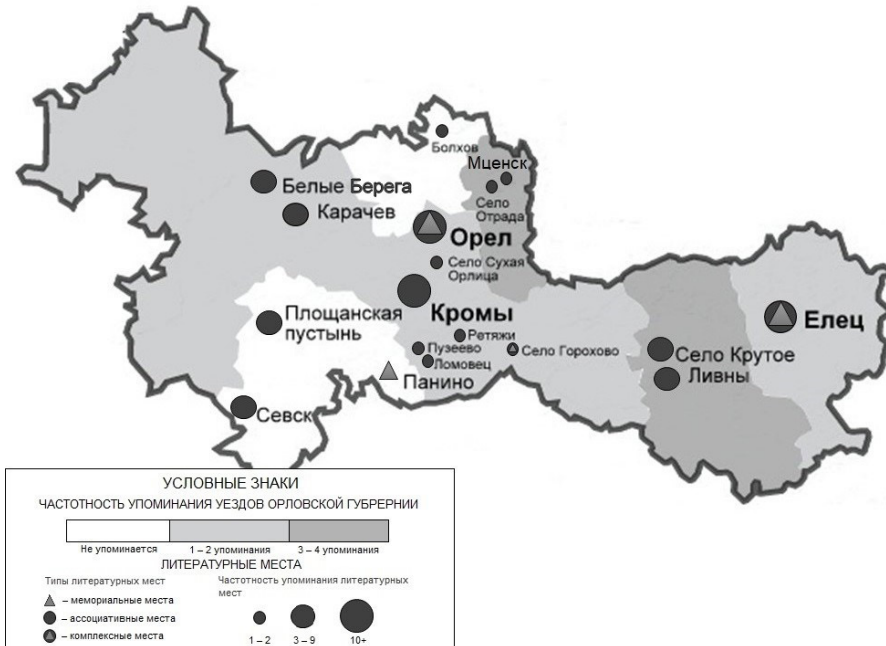 Болхов
Мценск
Село
Отрада
Белые Берега
Карачев
Орел
Село Сухая
Орлица
Кромы
Площанская
пустынь
Ретяжи
Пузеево
Село Горохово
Ломовец
Панино
Елец
Село Крутое
Ливны
Севск
УСЛОВНЫЕ ЗНАКИ
ЧАСТОТНОСТЬ УПОМИНАНИЯ УЕЗДОВ ОРЛОВСКОЙ ГУБРЕРНИИ
Не упоминается 1 – 2 упоминания 3 – 4 упоминания
ЛИТЕРАТУРНЫЕ МЕСТА
Типы литературных мест
Частотность упоминания литературных
мест
– мемориальные места
– ассоциативные места
– комплексные места
1 – 2 3 – 9 10+